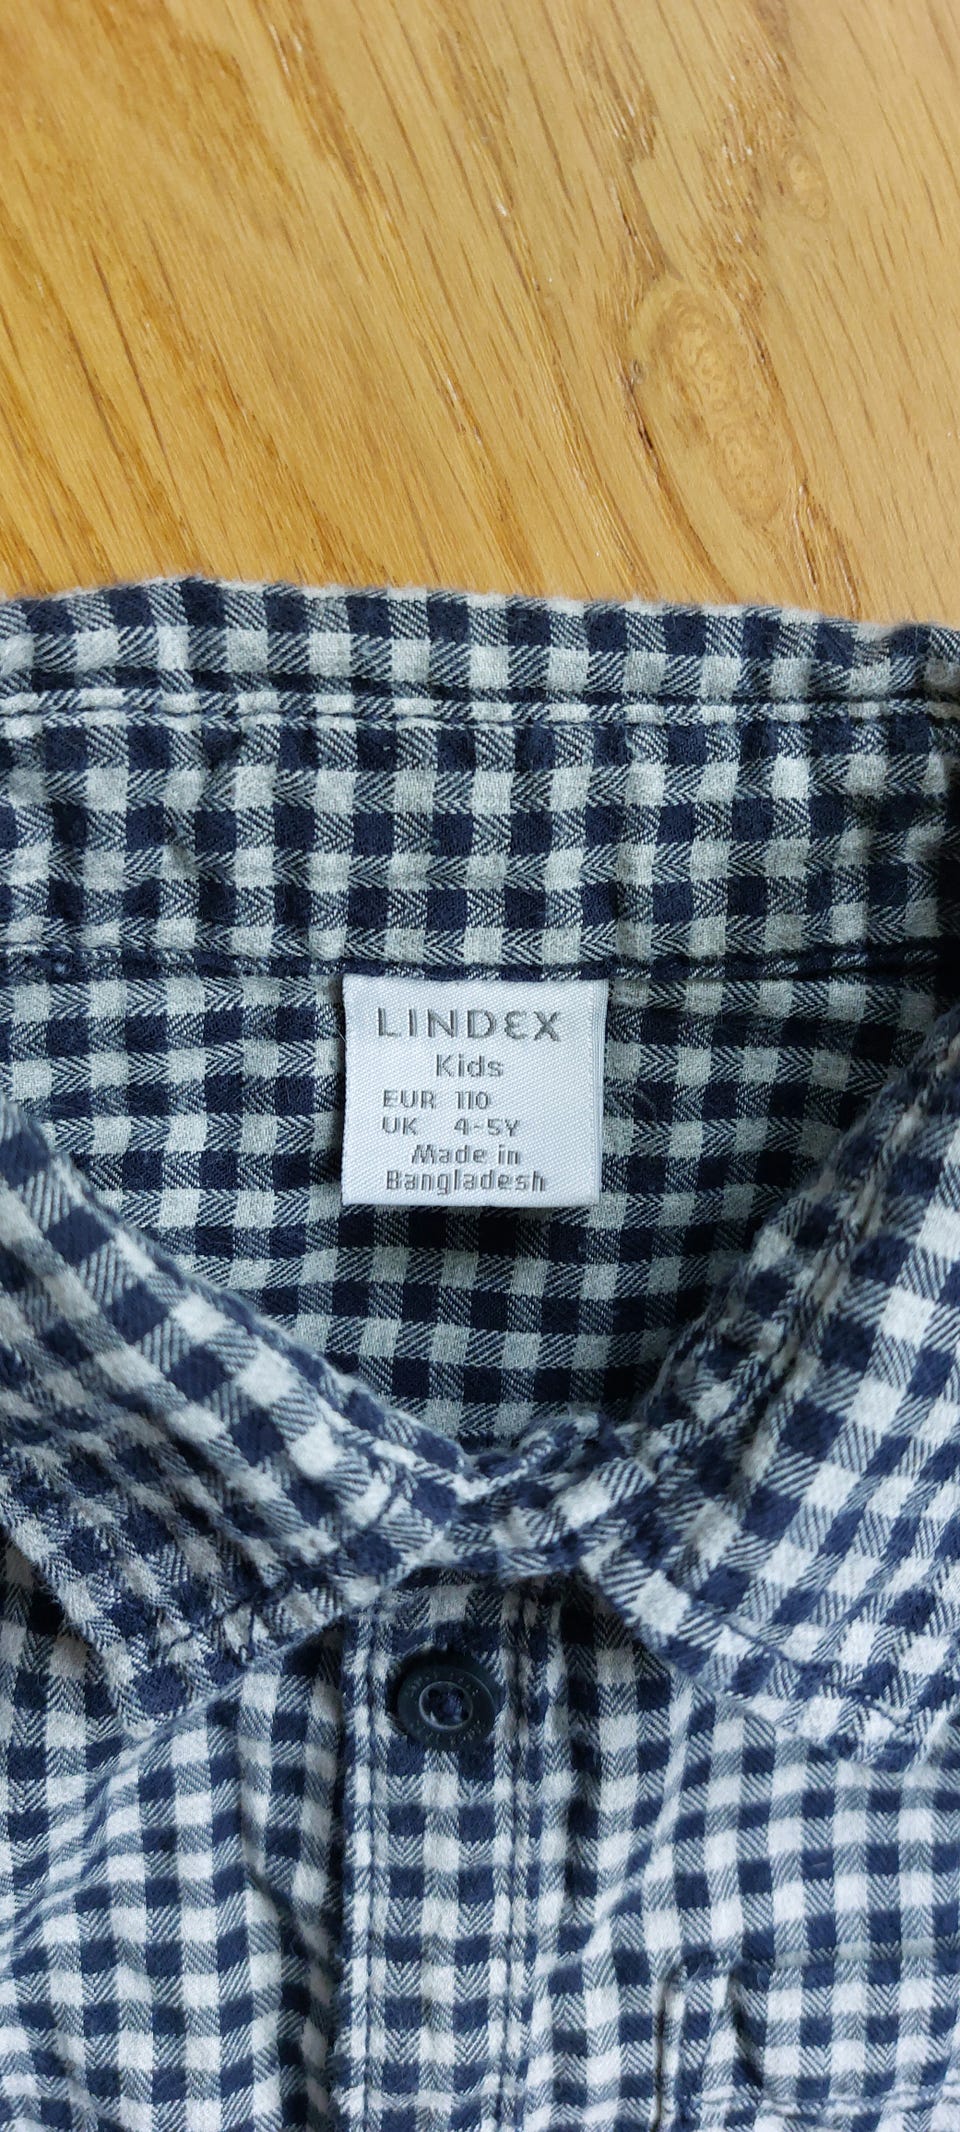 LINDEX
Kids
EUR 110
UK 4-5Y
Made in
Bangladesh